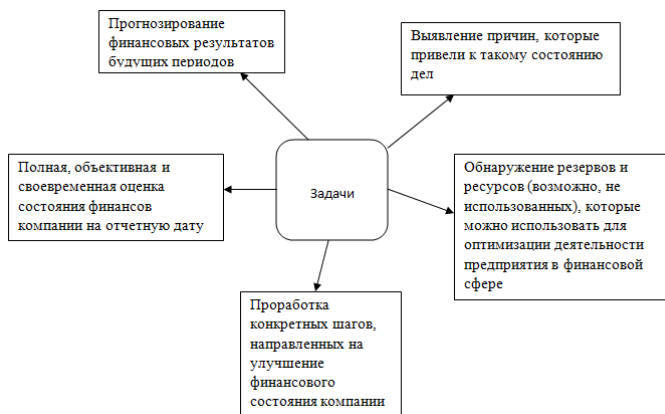 Прогнозирование
финансовых результатов
будущих периодов
Выявление причин, которые
привели к такому состоянию
дел
Полная, объективная и
своевременная оценка
состояния финансов
компании на отчетную дату
Задачи
Обнаружение резервов и
ресурсов (возможно, не
использованных), которые
можно использовать для
оптимизации деятельности
предприятия в финансовой
сфере
Проработка
конкретных шагов,
направленных на
улучшение
финансового
состояния компании